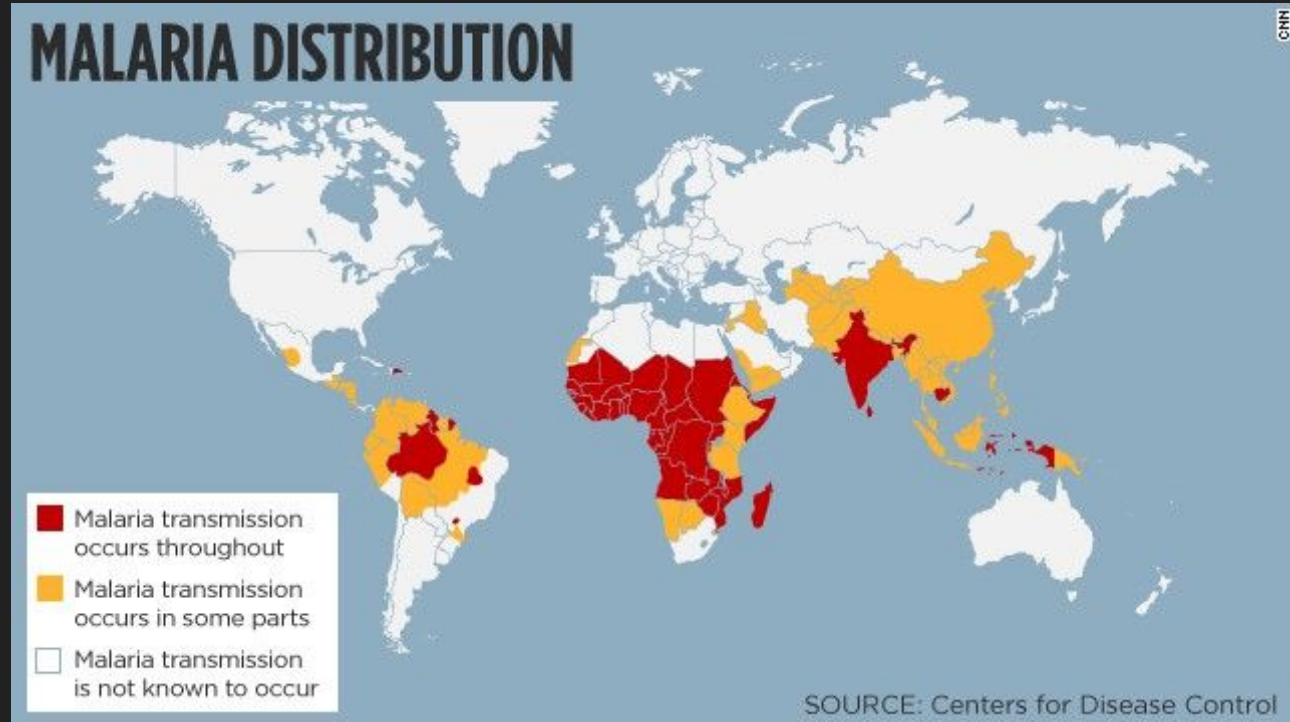 MALARIA DISTRIBUTION
CNN
Malaria transmission
occurs throughout
Malaria transmission
occurs in some parts
Malaria transmission
is not known to occur
SOURCE: Centers for Disease Control